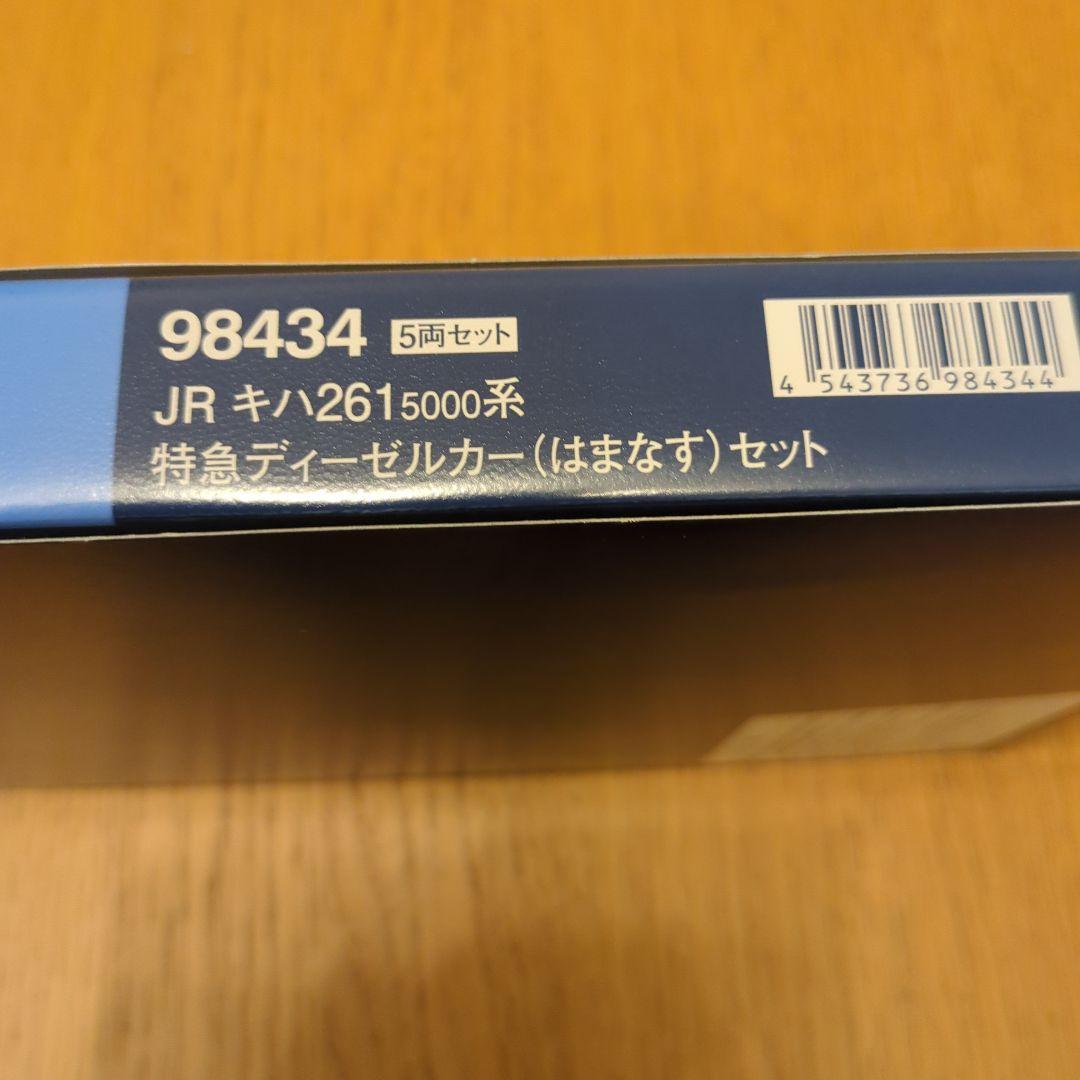 98434 5両セット
JR キハ261 5000系
特急ディーゼルカー(はまなす)セット
4 543736 984344